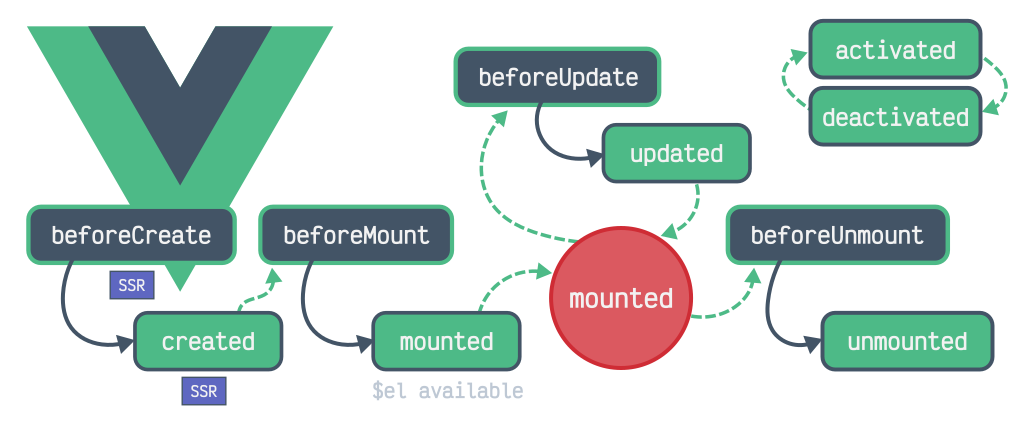 beforeUpdate
activated
deactivated
updated
beforeCreate
beforeMount
beforeUnmount
SSR
mounted
created
mounted
unmounted
SSR
$el available